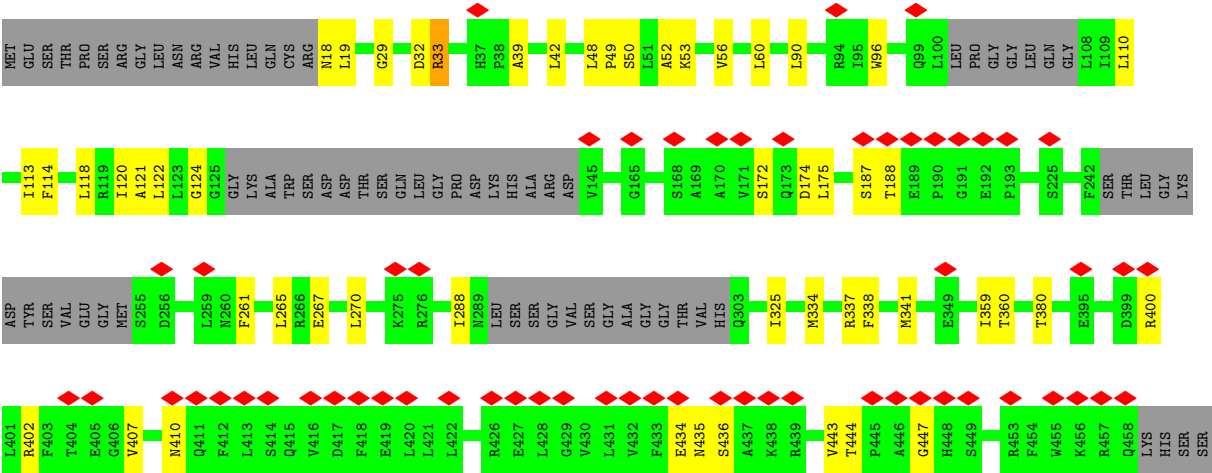 MET GLU SER THR PRO SER ARG GLY LEU ASN ARG VAL HIS LEU GLN CYS ARG N18 L19 G29 D32 R33 H37 P38 A39 L42 L48 P49 S50 L51 A52 K53 V56 L60 L90 R94 I95 W96 Q99 L100 LEU PRO GLY GLY LEU GLN GLY L108 I109 L110
I113 F114 L118 R119 I120 A121 L122 L123 G124 G125 GLY LYS ALA TRP SER ASP ASP THR SER GLN LEU GLY PRO ASP LYS HIS ALA ARG ASP V145 G165 S168 A169 A170 V171 S172 Q173 D174 L175 S187 T188 E189 P190 G191 E192 P193 S225 F242 SER THR LEU GLY LYS
ASP TYR SER VAL GLU GLY MET S255 D256 L259 N260 F261 L265 R266 E267 L270 K275 R276 I288 N289 LEU SER SER GLY VAL SER GLY ALA GLY GLY THR VAL HIS Q303 I325 M334 R337 F338 M341 E349 I359 T360 T380 E395 D399 R400
L401 R402 F403 T404 E405 G406 V407 N410 Q411 F412 L413 S414 Q415 V416 D417 F418 E419 L420 L421 L422 R426 E427 L428 G429 V430 L431 V432 F433 E434 N435 S436 A437 K438 R439 V443 T444 P445 A446 G447 H448 S449 R453 F454 W455 K456 R457 Q458 LYS HIS SER SER